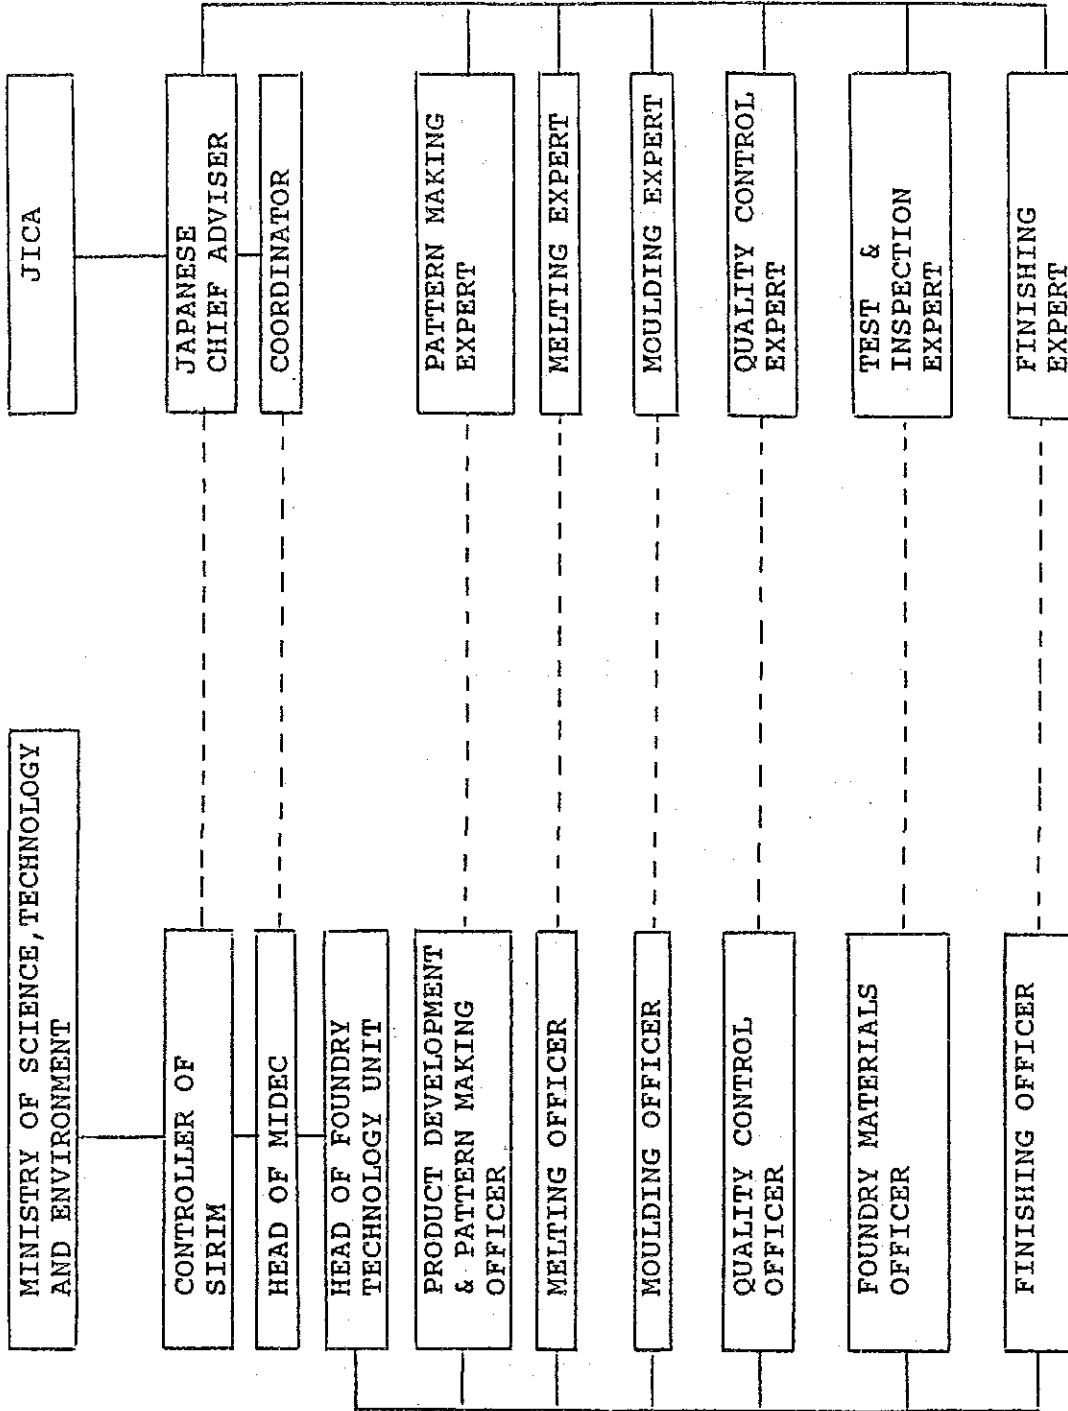 MINISTRY OF SCIENCE,TECHNOLOGY
AND ENVIRONMENT
JICA
CONTROLLER OF
SIRIM
JAPANESE
CHIEF ADVISER
HEAD OF MIDEC
COORDINATOR
HEAD OF FOUNDRY
TECHNOLOGY UNIT
PRODUCT DEVELOPMENT
& PATTERN MAKING
OFFICER
PATTERN MAKING
EXPERT
MELTING OFFICER
MELTING EXPERT
MOULDING OFFICER
MOULDING EXPERT
QUALITY CONTROL
OFFICER
QUALITY CONTROL
EXPERT
FOUNDRY MATERIALS
OFFICER
TEST &
INSPECTION
EXPERT
FINISHING OFFICER
FINISHING
EXPERT